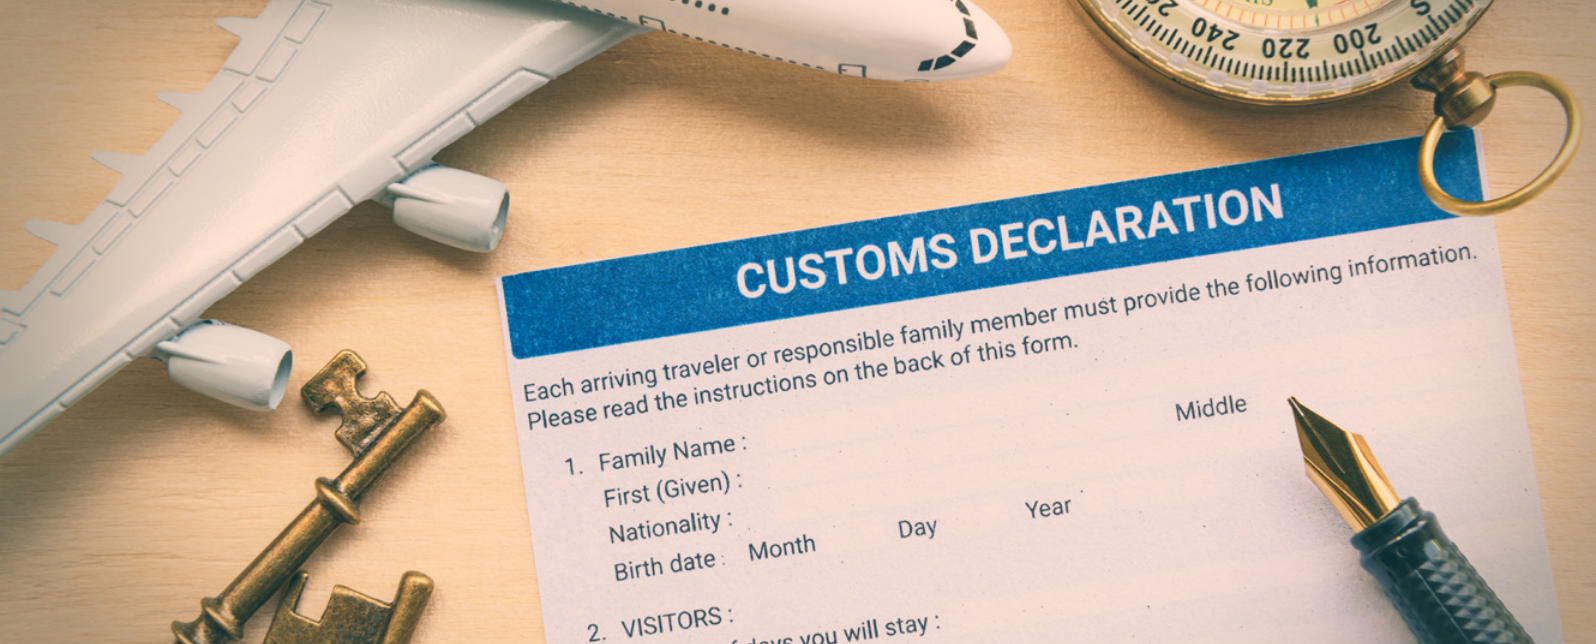 240 220 200 S
CUSTOMS DECLARATION
Each arriving traveler or responsible family member must provide the following information.
Please read the instructions on the back of this form.
1. Family Name :
Middle
First (Given) :
Nationality :
Birth date : Month Day Year
2. VISITORS :
days you will stay :